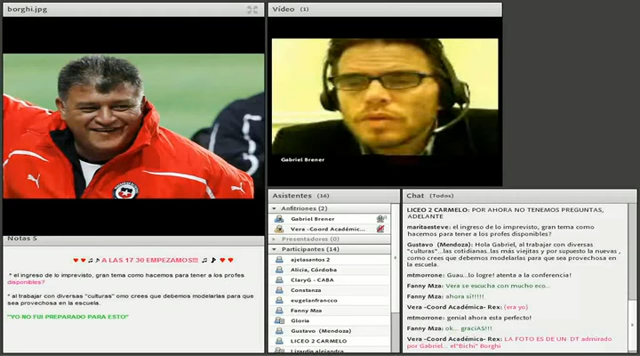 borghi.jpg
Vídeo (1)
Gabriel Brener
Asistentes (16)
Anfitriones (2)
Gabriel Brener
Vera -Coord Académic...
Presentadores (0)
Participantes (14)
ajelasantos 2
Alicia, Córdoba
ClaryG - CABA
Constanza
eugelanfranco
Fanny Mza
Gloria
Gustavo (Mendoza)
LICEO 2 CARMELO
Notas 5
A LAS 17 30 EMPEZAMOS!!!
* el ingreso de lo imprevisto, gran tema como hacemos para tener a los profes
disponibles?
* al trabajar con diversas "culturas" como crees que debemos modelarlas para que
sea provechosa en la escuela.
"YO NO FUI PREPARADO PARA ESTO"
Chat (Todos)
LICEO 2 CARMELO: POR AHORA NO TENEMOS PREGUNTAS,
ADELANTE
maritaesteve: el ingreso de lo imprevisto, gran tema como
hacemos para tener a los profes disponibles?
Gustavo (Mendoza): Hola Gabriel, al trabajar con diversas
"culturas"...las cotidianas..las mas viejitas y por supuesto la nueva ,
como crees que debemos modelarlas para que sea provechosa en
la escuela.
mtmorrone: Guau..lo logre! atenta a la conferencia!
Fanny Mza: Vera se escucha con mucho eco...
Fanny Mza: ahora si!!!!!
Vera -Coord Académica- Rex: (era yo)
mtmorrone: genial ahora esta perfecto!
Fanny Mza: ok... graciAS!!!
Vera -Coord Académica- Rex: LA FOTO ES DE UN DT admirado
por Gabriel... el"Bichi" Borghi